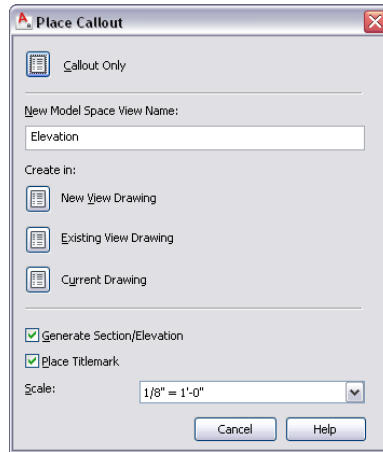 Place Callout
Callout Only
New Model Space View Name:
Elevation
Create in:
New View Drawing
Existing View Drawing
Current Drawing
Generate Section/Elevation
Place Titlemark
Scale: 1/8" = 1'-0"
Cancel Help